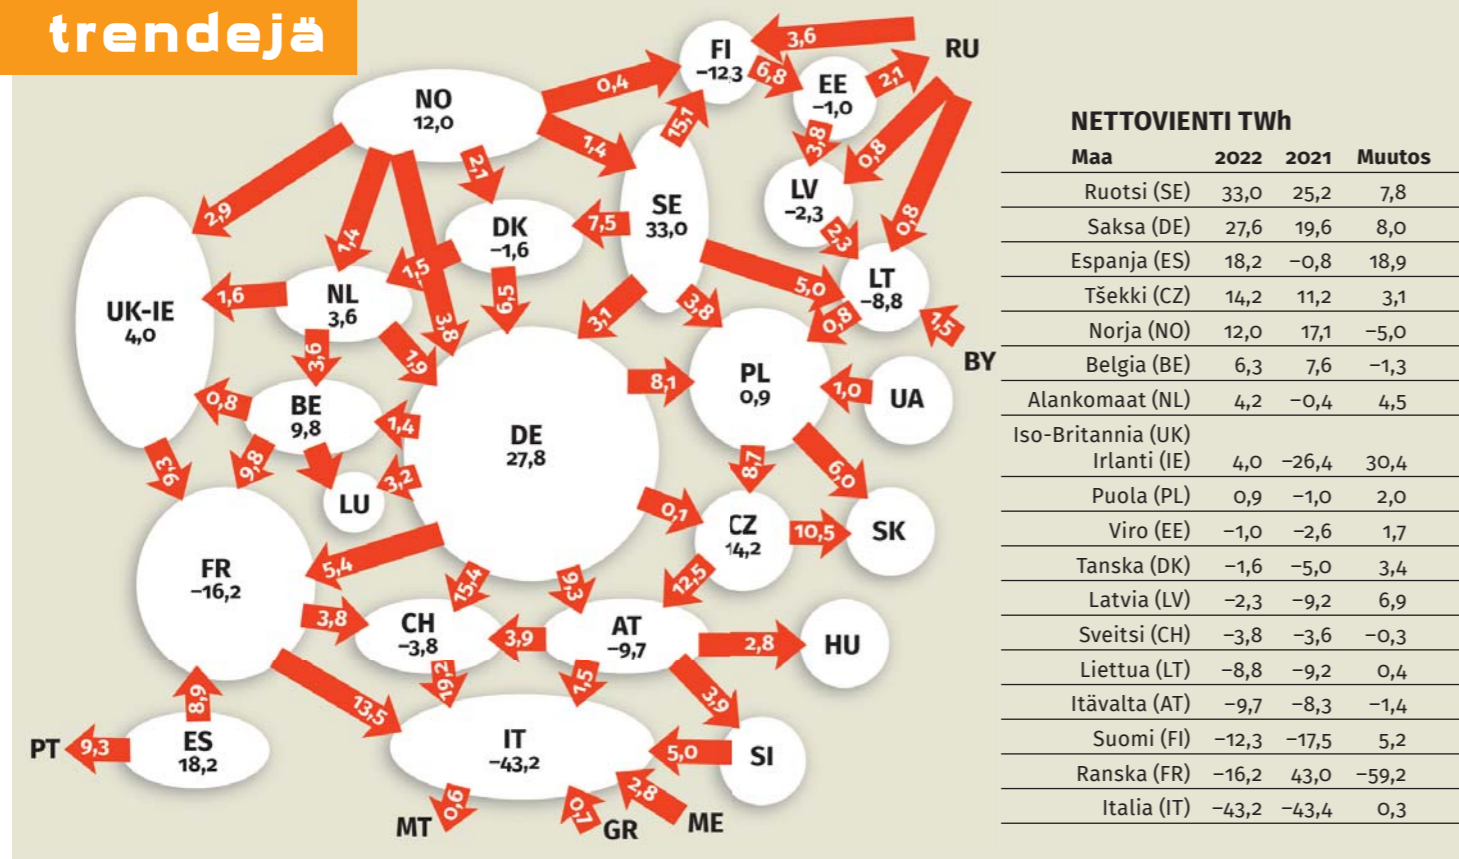 trendejä
FI
−12,3
3,6
RU
6,8
EE
−1,0
2,1
NO
12,0
0,4
15,1
1,4
2,1
3,8
0,8
LV
−2,3
0,8
2,9
1,4
DK
−1,6
7,5
SE
33,0
2,3
1,5
LT
−8,8
5,0
UK-IE
4,0
1,6
NL
3,6
6,5
3,8
3,1
3,8
0,8
1,5
BY
3,6
1,9
8,1
PL
0,9
1,0
UA
0,8
BE
9,8
1,4
DE
27,8
9,3
9,8
3,2
LU
8,7
6,0
0,1
CZ
14,2
10,5
SK
FR
−16,2
5,4
15,4
9,3
12,5
3,8
CH
−3,8
3,9
AT
−9,7
2,8
HU
19,2
1,5
3,9
8,9
13,5
PT
9,3
ES
18,2
IT
−43,2
5,0
SI
MT
0,6
0,7
GR
2,8
ME
NETTOVIENTI TWh
Maa 2022 2021 Muutos
Ruotsi (SE) 33,0 25,2 7,8
Saksa (DE) 27,6 19,6 8,0
Espanja (ES) 18,2 −0,8 18,9
Tšekki (CZ) 14,2 11,2 3,1
Norja (NO) 12,0 17,1 −5,0
Belgia (BE) 6,3 7,6 −1,3
Alankomaat (NL) 4,2 −0,4 4,5
Iso-Britannia (UK)
Irlanti (IE) 4,0 −26,4 30,4
Puola (PL) 0,9 −1,0 2,0
Viro (EE) −1,0 −2,6 1,7
Tanska (DK) −1,6 −5,0 3,4
Latvia (LV) −2,3 −9,2 6,9
Sveitsi (CH) −3,8 −3,6 −0,3
Liettua (LT) −8,8 −9,2 0,4
Itävalta (AT) −9,7 −8,3 −1,4
Suomi (FI) −12,3 −17,5 5,2
Ranska (FR) −16,2 43,0 −59,2
Italia (IT) −43,2 −43,4 0,3